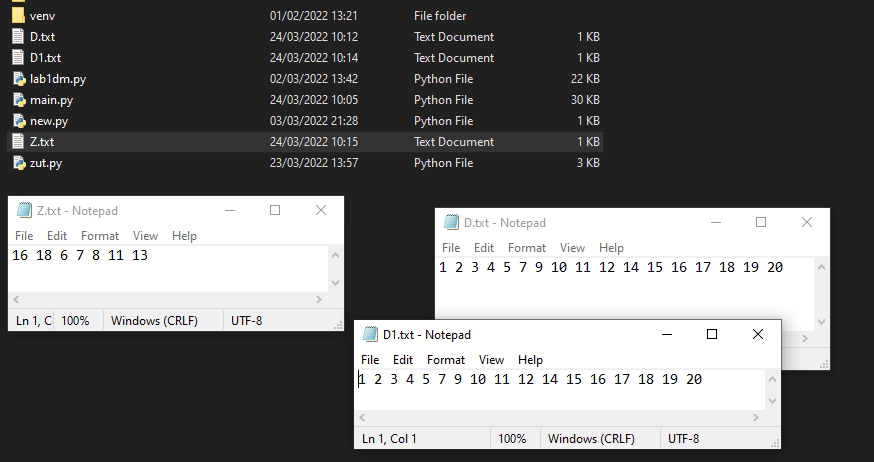 venv 01/02/2022 13:21 File folder
D.txt 24/03/2022 10:12 Text Document 1 KB
D1.txt 24/03/2022 10:14 Text Document 1 KB
lab1dm.py 02/03/2022 13:42 Python File 22 KB
main.py 24/03/2022 10:05 Python File 30 KB
new.py 03/03/2022 21:28 Python File 1 KB
Z.txt 24/03/2022 10:15 Text Document 1 KB
zut.py 23/03/2022 13:57 Python File 3 KB
Z.txt - Notepad
File Edit Format View Help
16 18 6 7 8 11 13
Ln 1, C 100% Windows (CRLF) UTF-8
D.txt - Notepad
File Edit Format View Help
1 2 3 4 5 7 9 10 11 12 14 15 16 17 18 19 20
D1.txt - Notepad
File Edit Format View Help
1 2 3 4 5 7 9 10 11 12 14 15 16 17 18 19 20
Ln 1, Col 1 100% Windows (CRLF) UTF-8